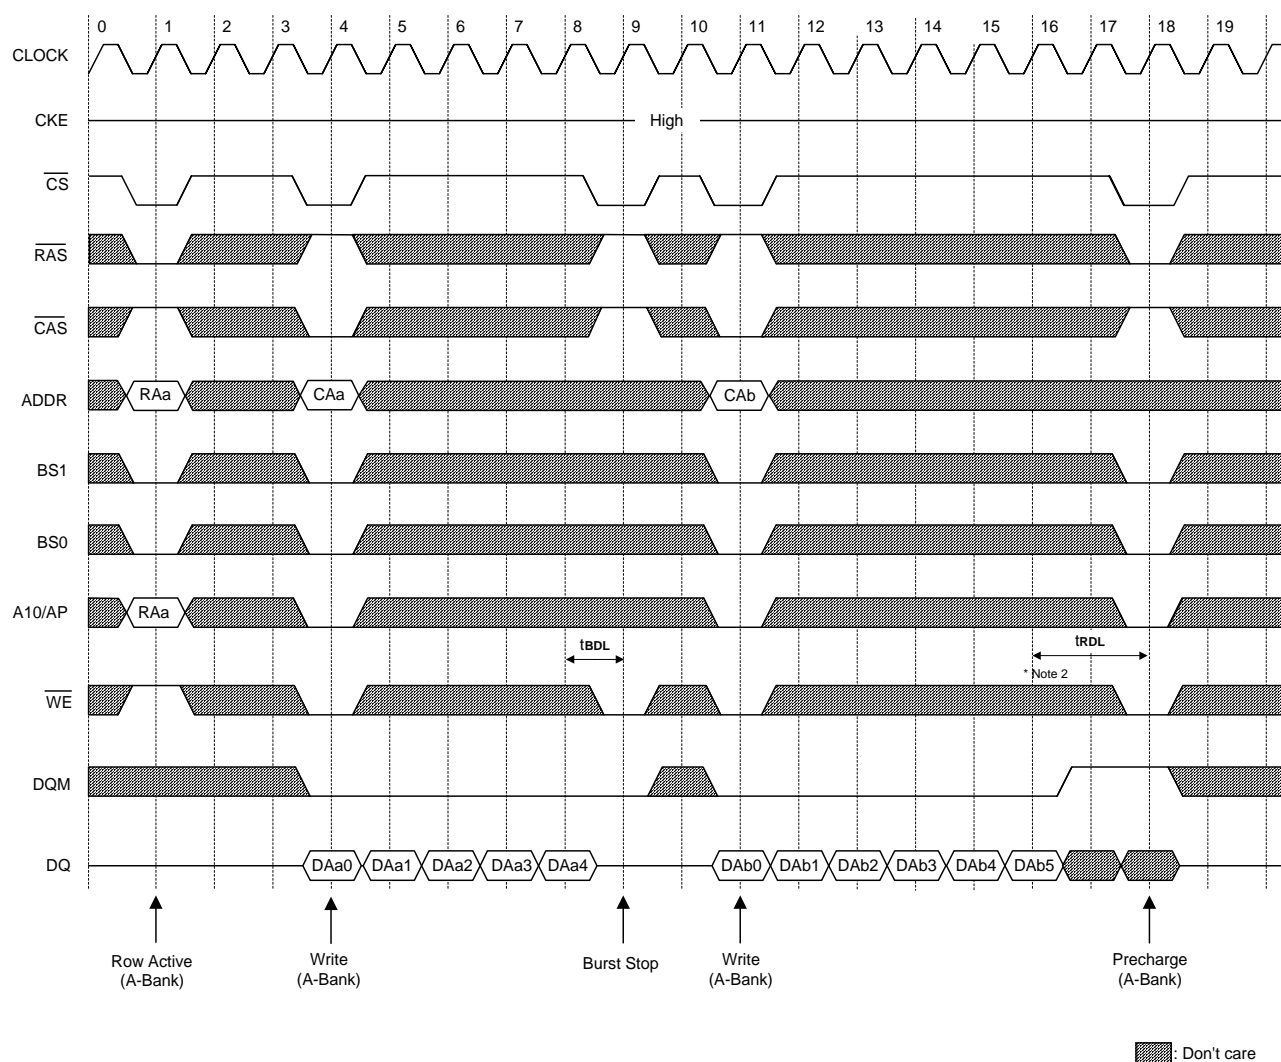 0 1 2 3 4 5 6 7 8 9 10 11 12 13 14 15 16 17 18 19
CLOCK
CKE High
CS
RAS
CAS
ADDR RAa CAa CAb
BS1
BS0
A10/AP RAa
tBDL tRDL
* Note 2
WE
DQM
DQ DAa0 DAa1 DAa2 DAa3 DAa4 DAb0 DAb1 DAb2 DAb3 DAb4 DAb5
Row Active
(A-Bank)
Write
(A-Bank)
Burst Stop
Write
(A-Bank)
Precharge
(A-Bank)
: Don't care